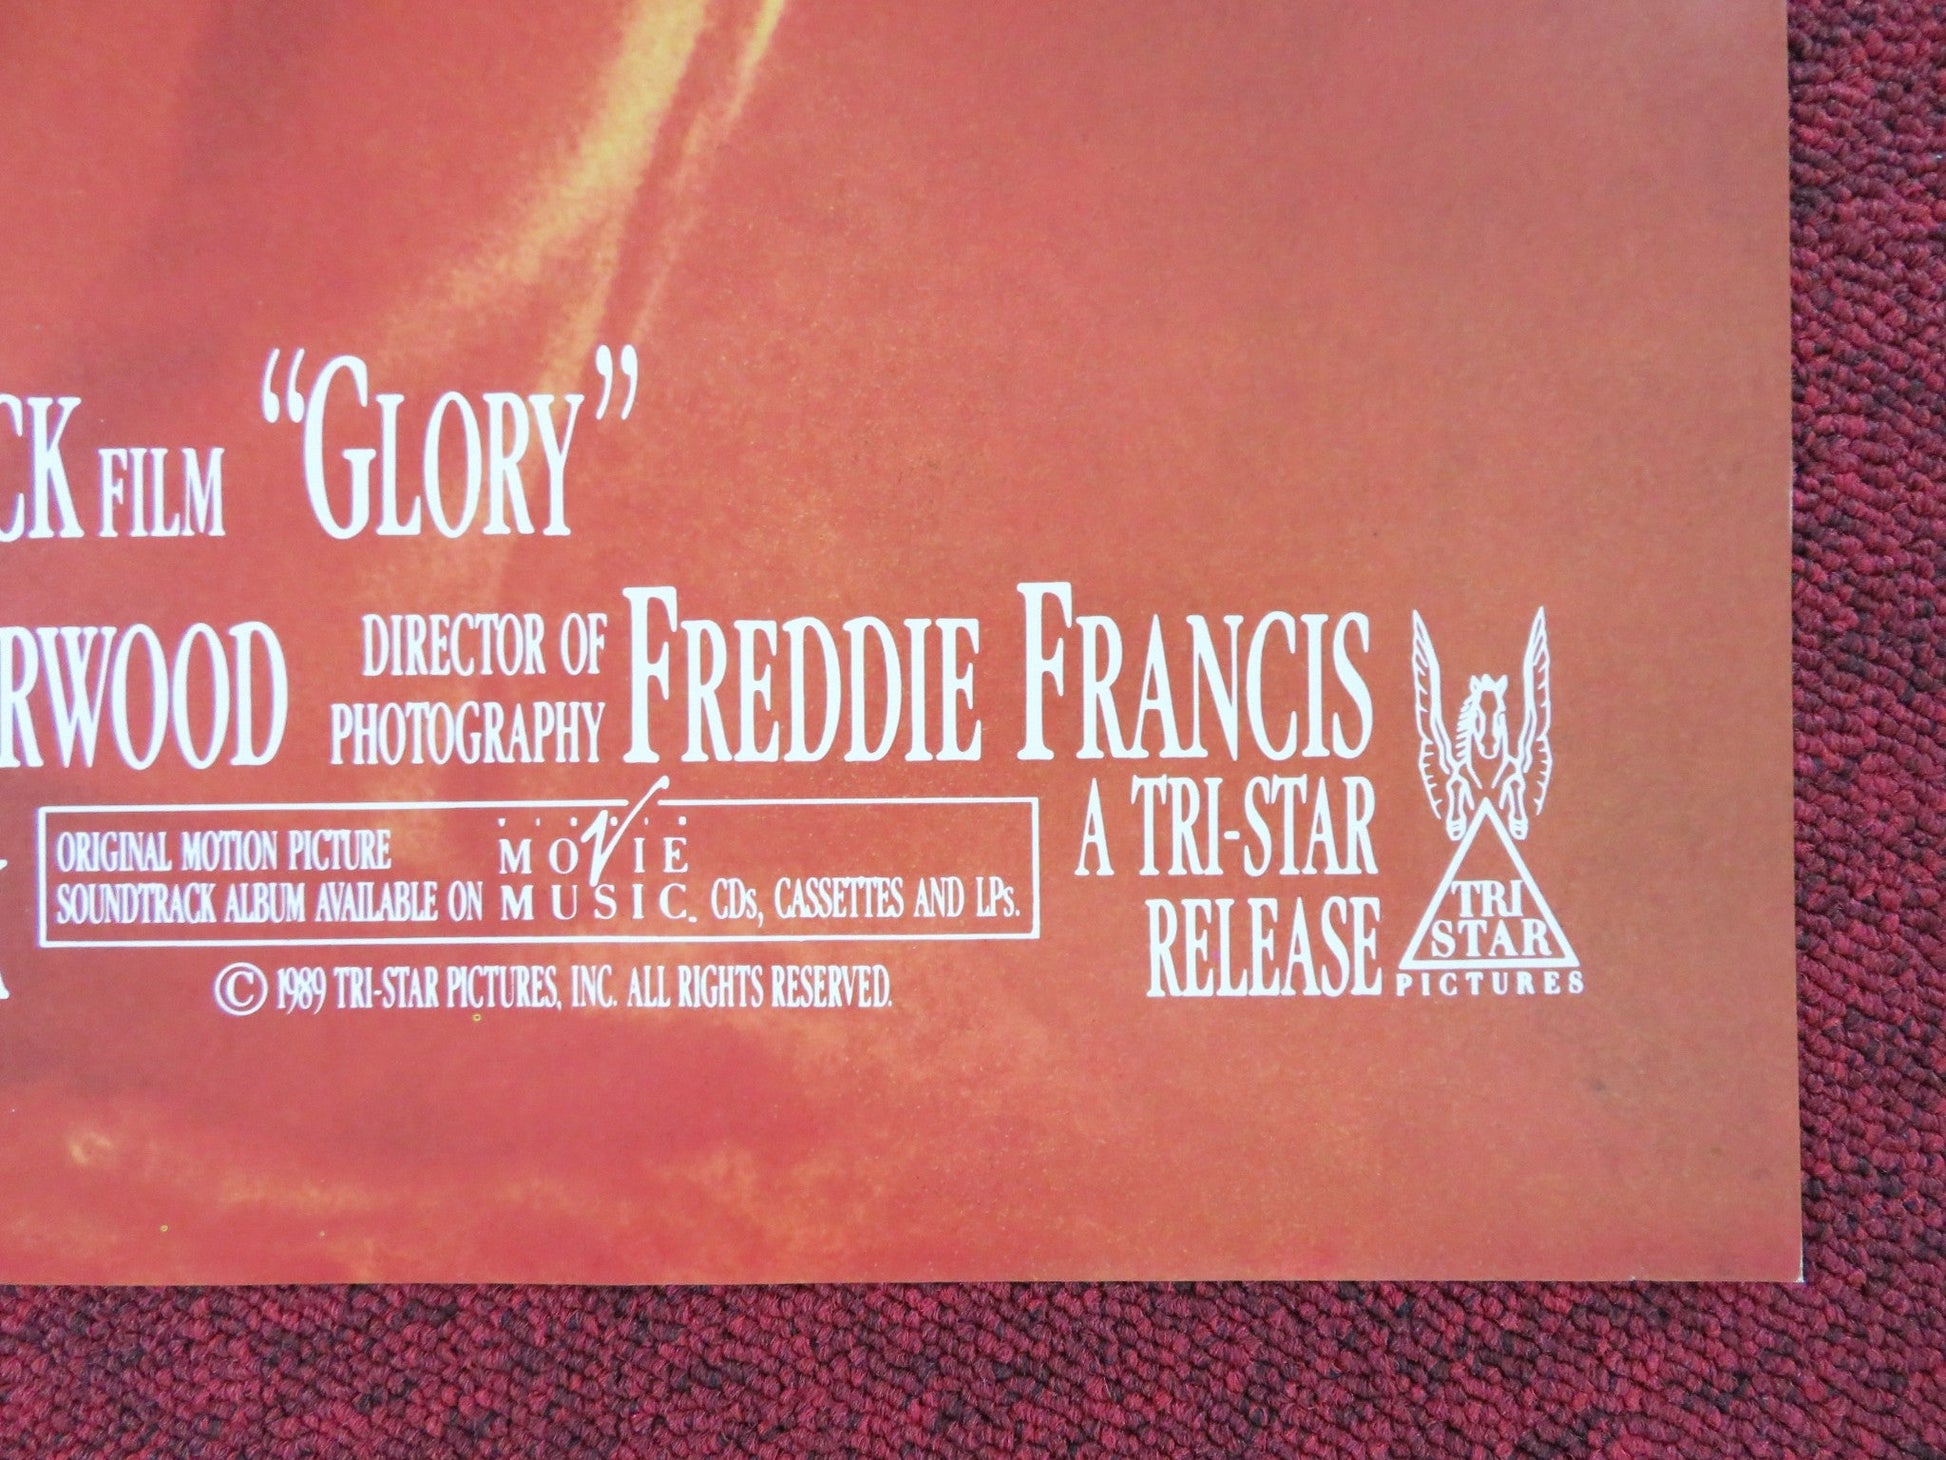 CK FILM “GLORY”
RWOOD DIRECTOR OF PHOTOGRAPHY FREDDIE FRANCIS
ORIGINAL MOTION PICTURE
SOUNDTRACK ALBUM AVAILABLE ON MOVIE MUSIC. CDs, CASSETTES AND LPs.
A TRI-STAR
RELEASE
TRI
STAR
PICTURES
© 1989 TRI-STAR PICTURES, INC. ALL RIGHTS RESERVED.